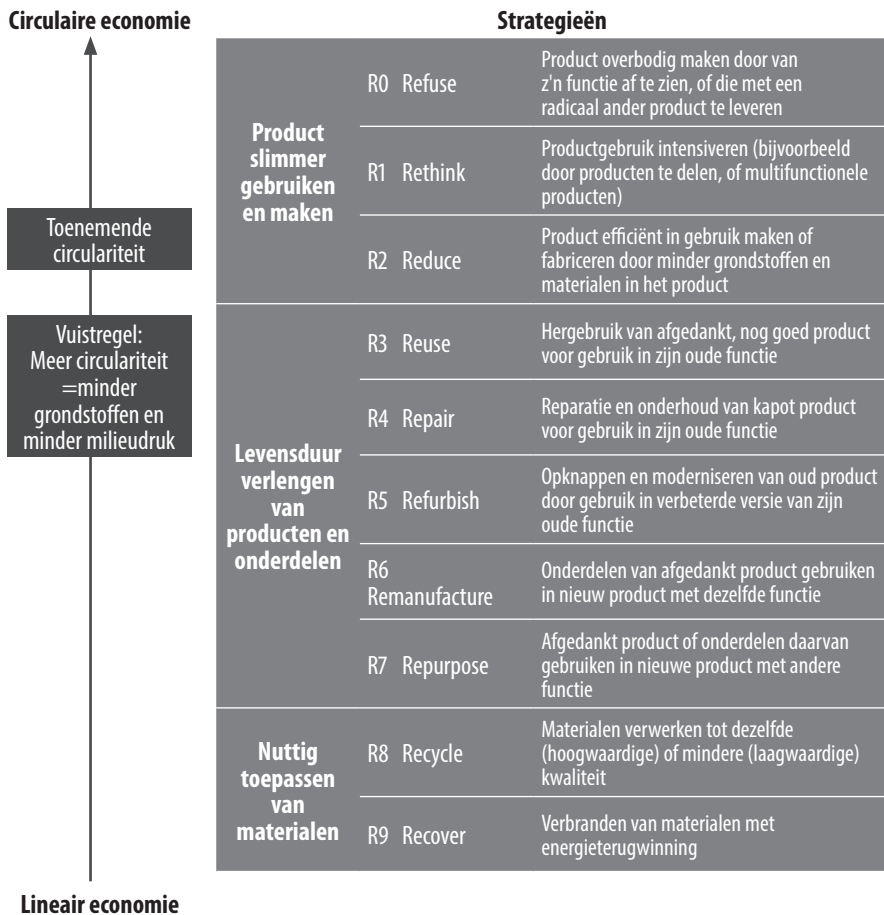 Circulaire economie
Strategieën
Toenemende
circulariteit
Vuistregel:
Meer circulariteit
=minder
grondstoffen en
minder milieudruk
Lineair economie
Product
slimmer
gebruiken
en maken
R0 Refuse
Product overbodig maken door van
z'n functie af te zien, of die met een
radicaal ander product te leveren
R1 Rethink
Productgebruik intensiveren (bijvoorbeeld
door producten te delen, of multifunctionele
producten)
R2 Reduce
Product efficiënt in gebruik maken of
fabriceren door minder grondstoffen en
materialen in het product
Levensduur
verlengen
van
producten en
onderdelen
R3 Reuse
Hergebruik van afgedankt, nog goed product
voor gebruik in zijn oude functie
R4 Repair
Reparatie en onderhoud van kapot product
voor gebruik in zijn oude functie
R5 Refurbish
Opknappen en moderniseren van oud product
door gebruik in verbeterde versie van zijn
oude functie
R6
Remanufacture
Onderdelen van afgedankt product gebruiken
in nieuw product met dezelfde functie
R7 Repurpose
Afgedankt product of onderdelen daarvan
gebruiken in nieuwe product met andere
functie
Nuttig
toepassen
van
materialen
R8 Recycle
Materialen verwerken tot dezelfde
(hoogwaardige) of mindere (laagwaardige)
kwaliteit
R9 Recover
Verbranden van materialen met
energieterugwinning